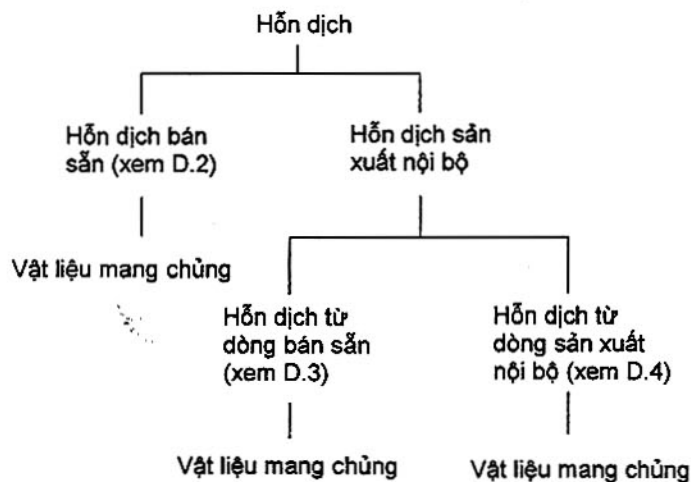 Hỗn dịch
Hỗn dịch bán
sẵn (xem D.2)
Hỗn dịch sản
xuất nội bộ
Vật liệu mang chủng
Hỗn dịch từ
dòng bán sẵn
(xem D.3)
Hỗn dịch từ
dòng sản xuất
nội bộ (xem D.4)
Vật liệu mang chủng
Vật liệu mang chủng